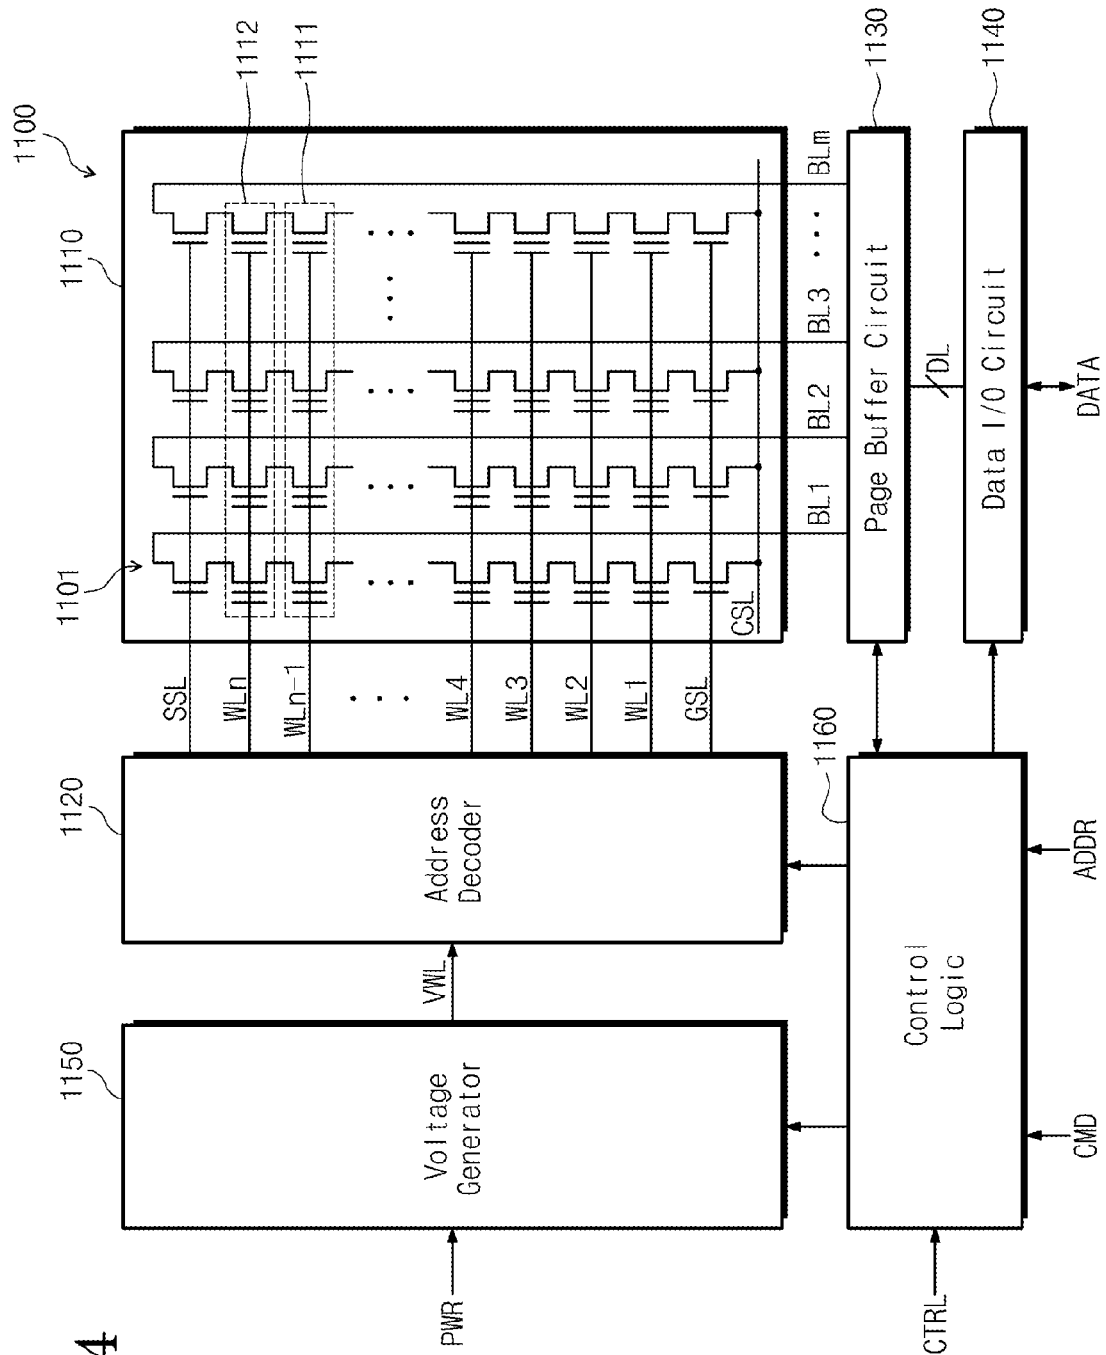 4
1100
1110
1112
1111
1101
1120
1150
1130
1140
1160
SSL
WLn
WLn-1
WL4
WL3
WL2
WL1
GSL
CSL
BL1
BL2
BL3
BLm
Address
Decoder
Voltage
Generator
VWL
PWR
Control
Logic
CTRL
CMD
ADDR
Page Buffer Circuit
DL
Data I/O Circuit
DATA